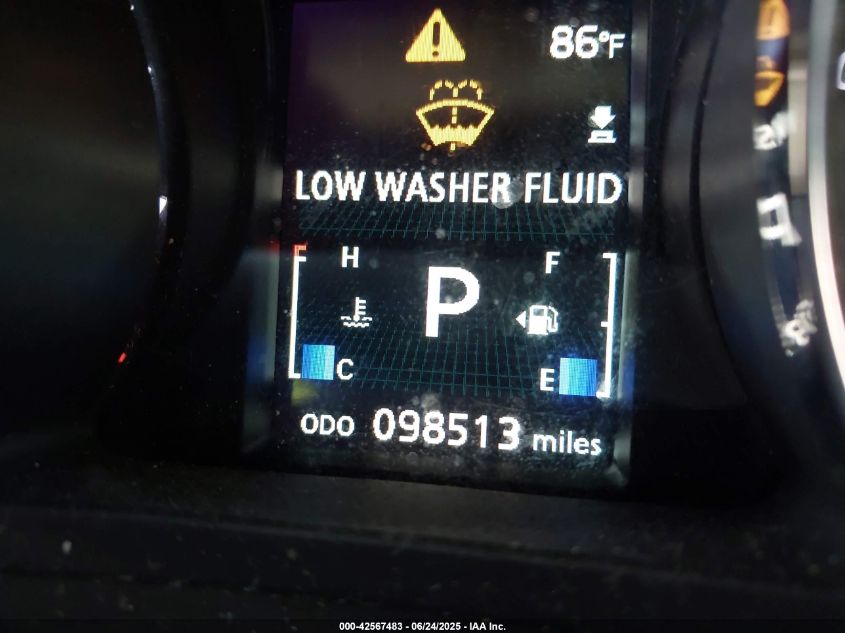 86°F
LOW WASHER FLUID
H F
P
C E
ODO 098513 miles
000-42567483 - 06/24/2025 - IAA Inc.